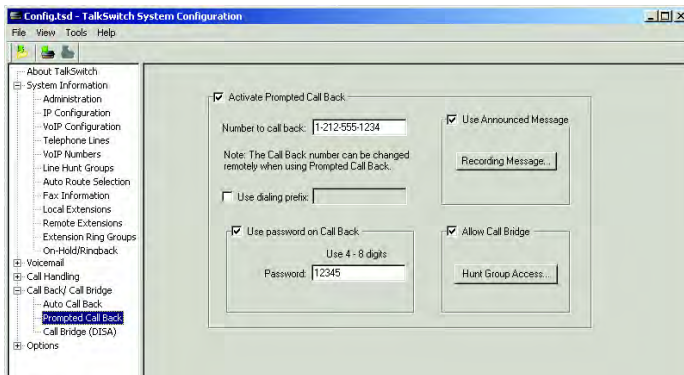 Config.tsd - TalkSwitch System Configuration
File View Tools Help
About TalkSwitch
System Information
Administration
IP Configuration
VoIP Configuration
Telephone Lines
VoIP Numbers
Line Hunt Groups
Auto Route Selection
Fax Information
Local Extensions
Remote Extensions
Extension Ring Groups
On-Hold/Ringback
Voicemail
Call Handling
Call Back/ Call Bridge
Auto Call Back
Prompted Call Back
Call Bridge (DISA)
Options
Activate Prompted Call Back
Number to call back: 1-212-555-1234
Note: The Call Back number can be changed
remotely when using Prompted Call Back.
Use dialing prefix:
Use password on Call Back
Use 4 - 8 digits
Password: 12345
Use Announced Message
Recording Message...
Allow Call Bridge
Hunt Group Access...